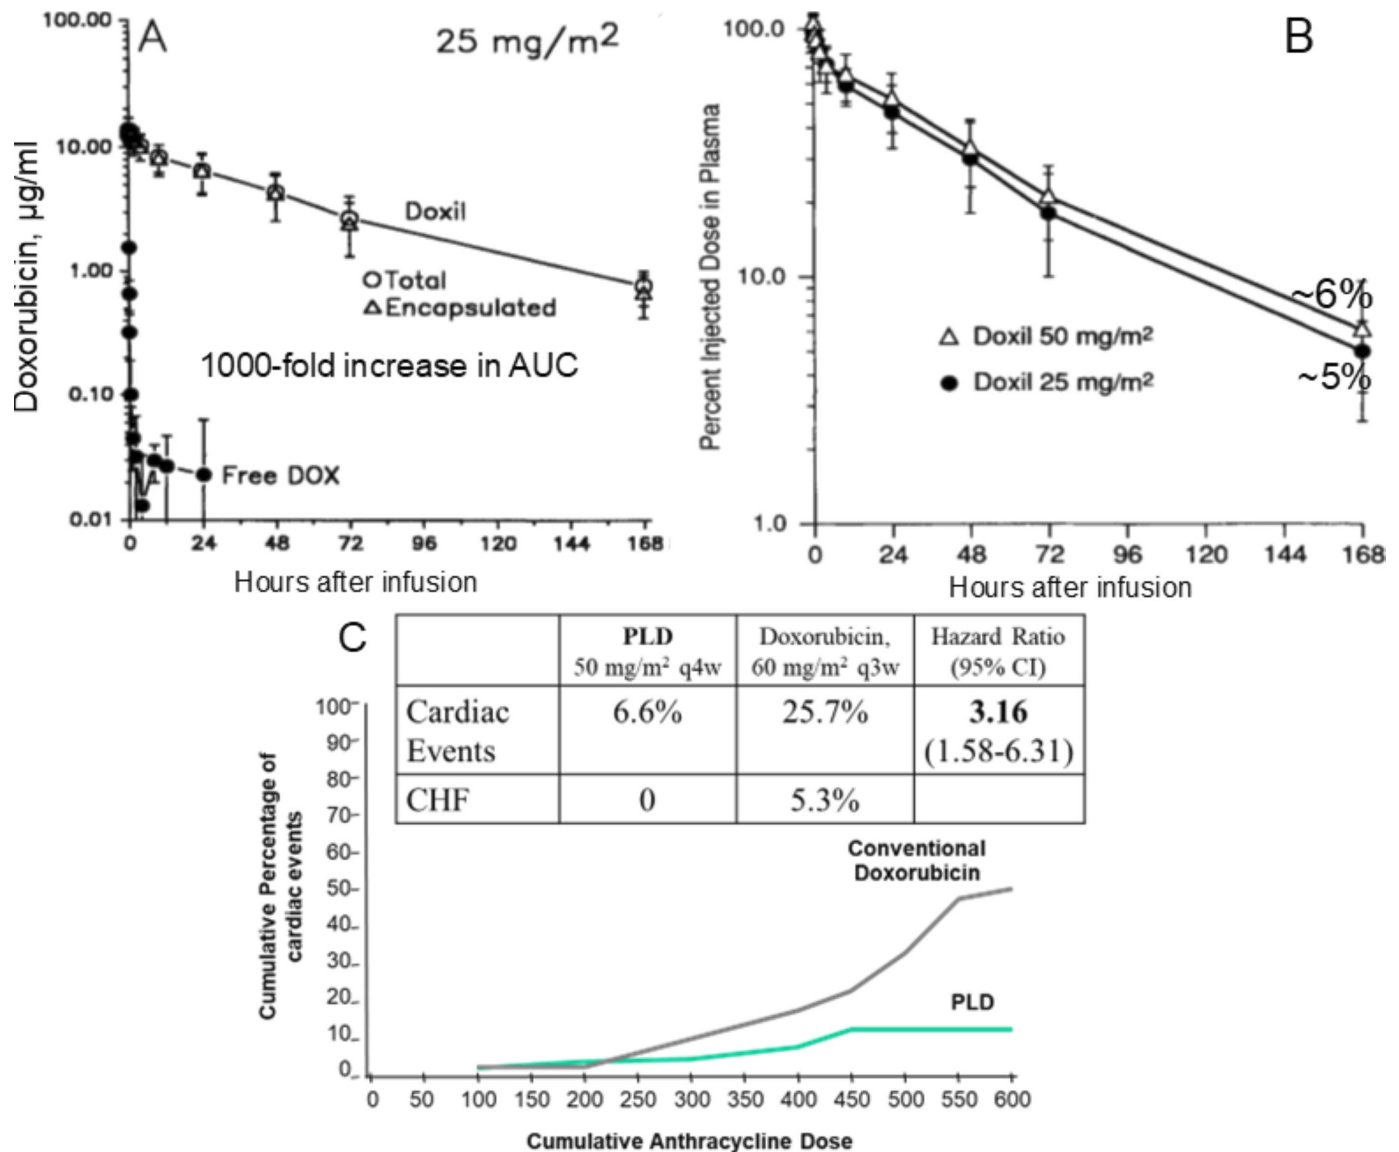 A
25 mg/m²
100.00
10.00
1.00
0.10
0.01
Doxorubicin, µg/ml
Doxil
Total
Encapsulated
1000-fold increase in AUC
Free DOX
0 24 48 72 96 120 144 168
Hours after infusion
B
100.0
10.0
1.0
Percent Injected Dose in Plasma
~6%
Doxil 50 mg/m²
Doxil 25 mg/m²
~5%
0 24 48 72 96 120 144 168
Hours after infusion
C
PLD
50 mg/m² q4w
Doxorubicin,
60 mg/m² q3w
Hazard Ratio
(95% CI)
Cardiac
Events
6.6%
25.7%
3.16
(1.58-6.31)
CHF
0
5.3%
100
90
80
70
60
50
40
30
20
10
0
Cumulative Percentage of
cardiac events
Conventional
Doxorubicin
PLD
0 50 100 150 200 250 300 350 400 450 500 550 600
Cumulative Anthracycline Dose